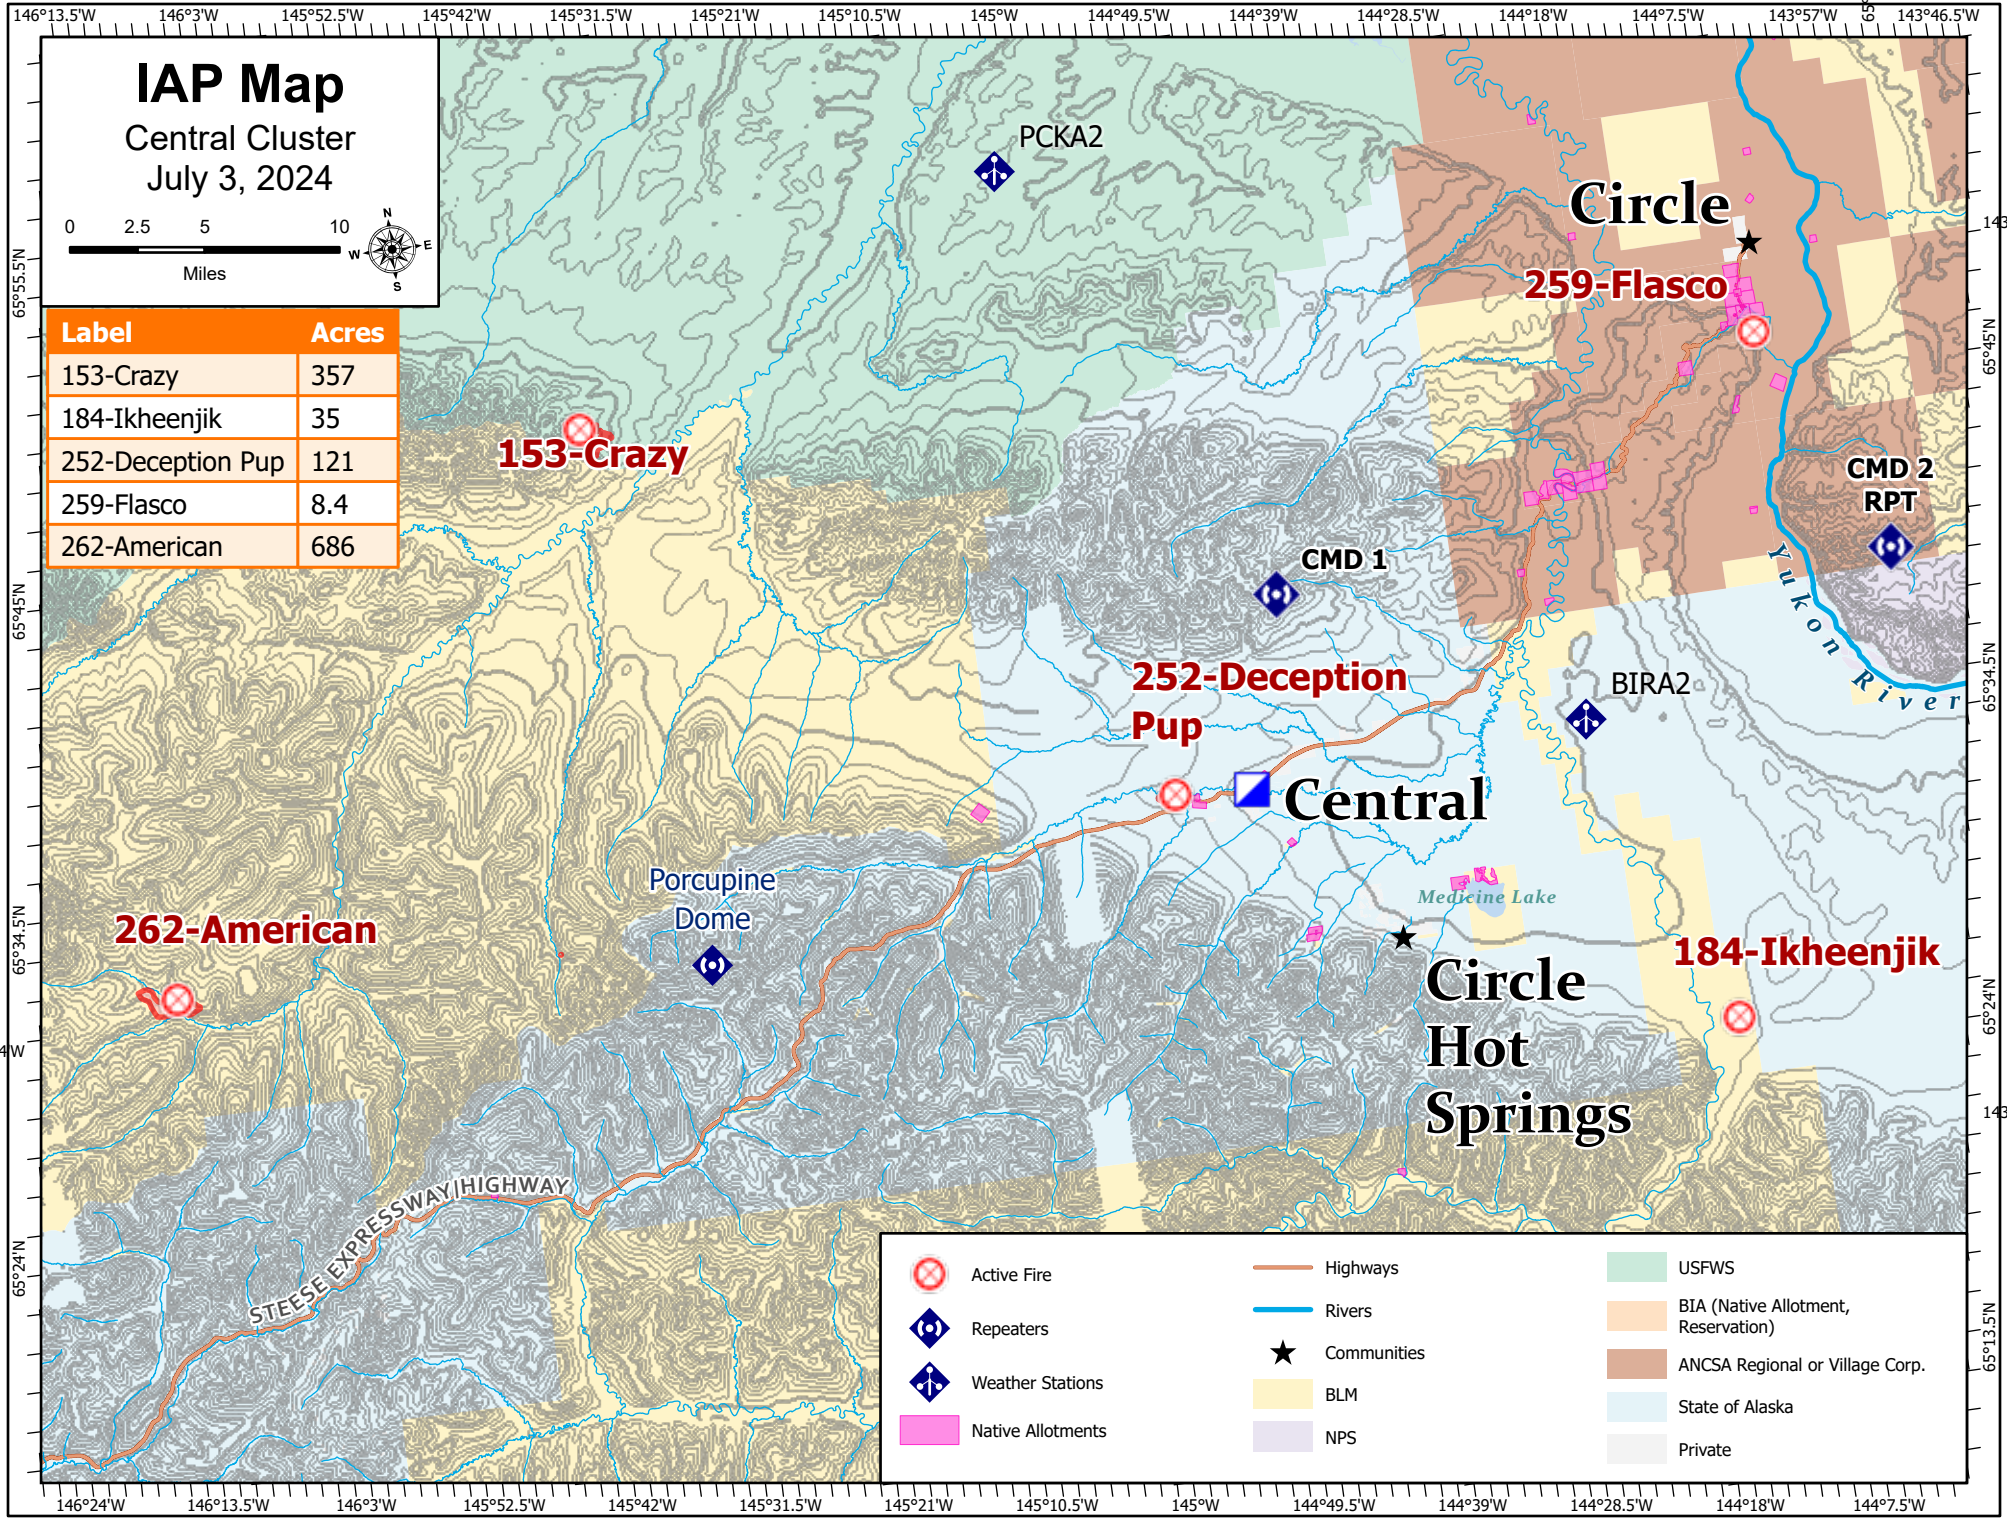 146°13.5'W 146°3'W 145°52.5'W 145°42'W 145°31.5'W 145°21'W 145°10.5'W 145°W 144°49.5'W 144°39'W 144°28.5'W 144°18'W 144°7.5'W 143°57'W 143°46.5'W
IAP Map
Central Cluster
July 3, 2024
0 2.5 5 10
Miles
N
E
S
W
Label Acres
153-Crazy 357
184-Ikheenjik 35
252-Deception Pup 121
259-Flasco 8.4
262-American 686
PCKA2
Circle
259-Flasco
153-Crazy
CMD 2
RPT
CMD 1
Yukon River
252-Deception
Pup
BIRA2
Central
Porcupine
Dome
Medicine Lake
262-American
184-Ikheenjik
Circle
Hot
Springs
STEESE EXPRESSWAY|HIGHWAY
65°55.5'N
65°45'N
65°34.5'N
65°24'N
4'W
65°
143
65°45'N
65°34.5'N
65°24'N
143
65°13.5'N
Active Fire
Repeaters
Weather Stations
Native Allotments
Highways
Rivers
Communities
BLM
NPS
USFWS
BIA (Native Allotment,
Reservation)
ANCSA Regional or Village Corp.
State of Alaska
Private
146°24'W 146°13.5'W 146°3'W 145°52.5'W 145°42'W 145°31.5'W 145°21'W 145°10.5'W 145°W 144°49.5'W 144°39'W 144°28.5'W 144°18'W 144°7.5'W